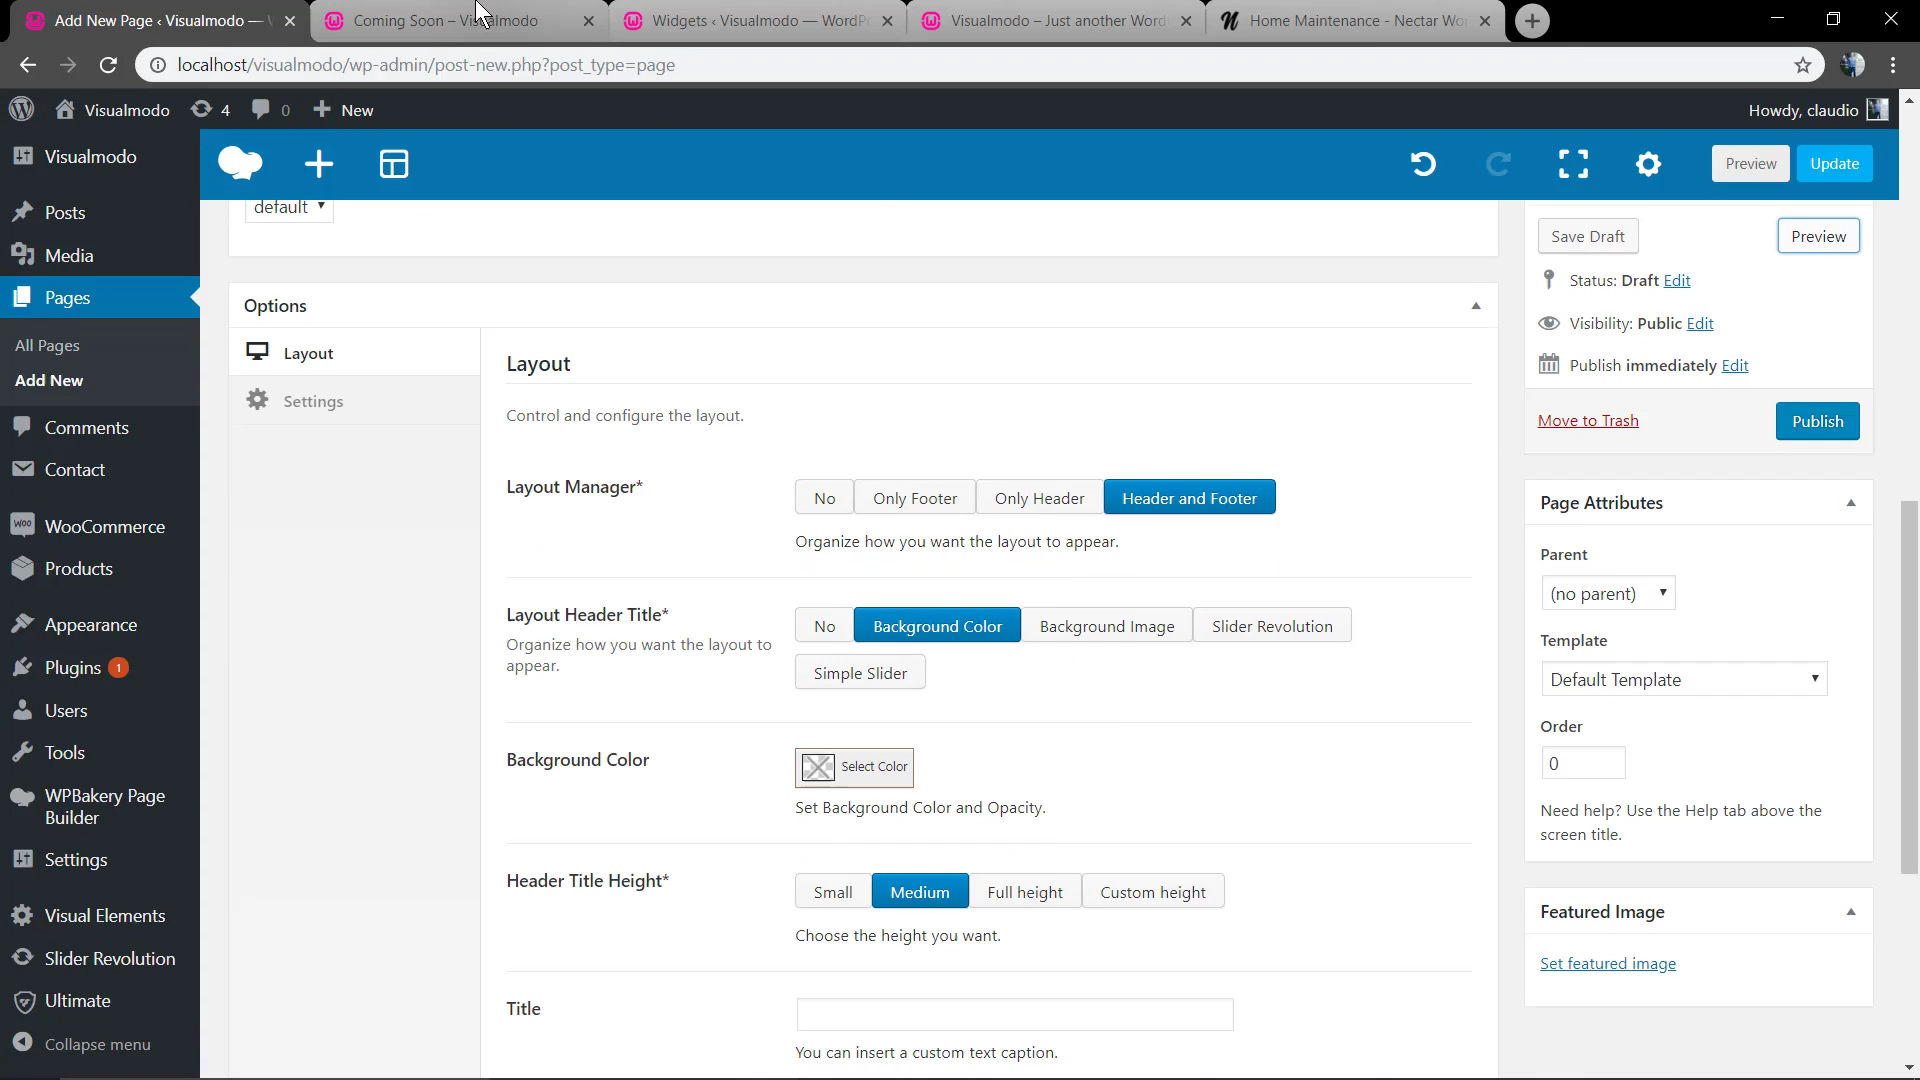 Add New Page ‹ Visualmodo —
Coming Soon – Visualmodo
Widgets ‹ Visualmodo — WordP
Visualmodo – Just another Word
Home Maintenance - Nectar Wo
localhost/visualmodo/wp-admin/post-new.php?post_type=page
Visualmodo
4
0
New
Howdy, claudio
Visualmodo
Posts
Media
Pages
All Pages
Add New
Comments
Contact
WooCommerce
Products
Appearance
Plugins 1
Users
Tools
WPBakery Page
Builder
Settings
Visual Elements
Slider Revolution
Ultimate
Collapse menu
Preview
Update
default
Options
Layout
Settings
Layout
Control and configure the layout.
Layout Manager*
No
Only Footer
Only Header
Header and Footer
Organize how you want the layout to appear.
Layout Header Title*
Organize how you want the layout to
appear.
No
Background Color
Background Image
Slider Revolution
Simple Slider
Background Color
Select Color
Set Background Color and Opacity.
Header Title Height*
Small
Medium
Full height
Custom height
Choose the height you want.
Title
You can insert a custom text caption.
Save Draft
Preview
Status: Draft Edit
Visibility: Public Edit
Publish immediately Edit
Move to Trash
Publish
Page Attributes
Parent
(no parent)
Template
Default Template
Order
0
Need help? Use the Help tab above the
screen title.
Featured Image
Set featured image